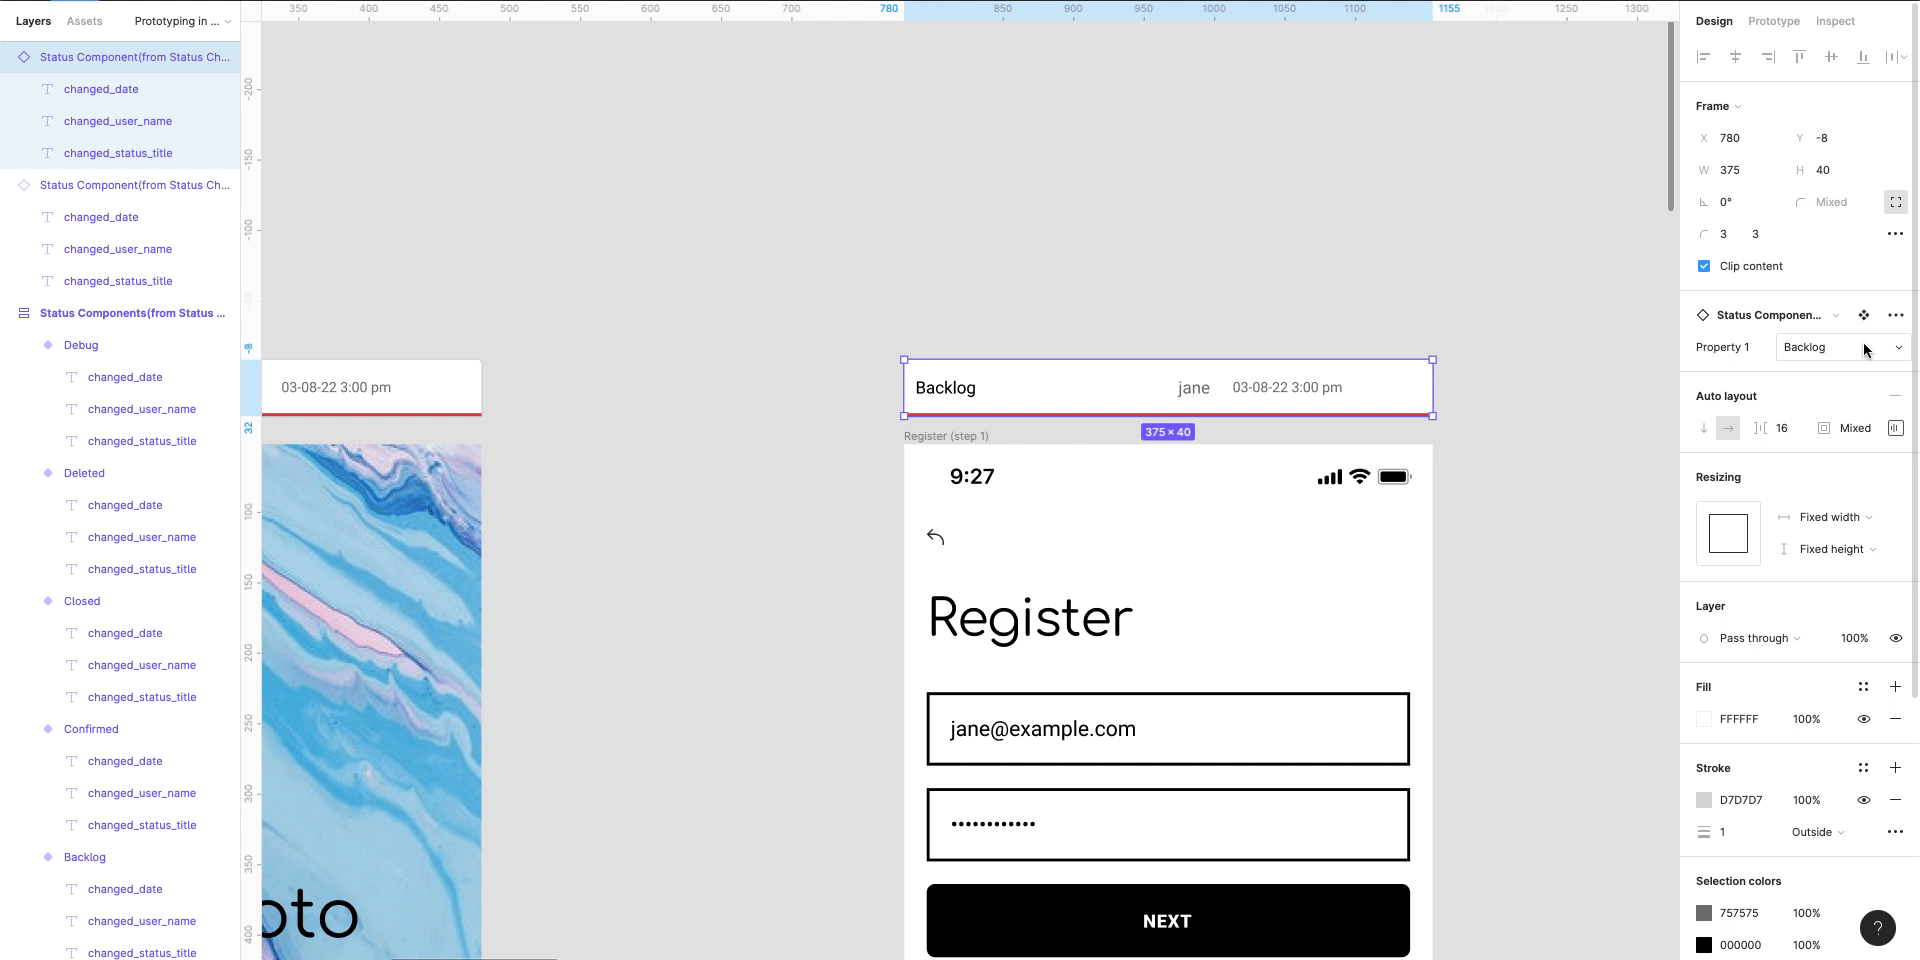 Layers
Assets
Prototyping in ...
Status Component(from Status Ch...
changed_date
changed_user_name
changed_status_title
Status Component(from Status Ch...
changed_date
changed_user_name
changed_status_title
Status Components(from Status ...
Debug
changed_date
changed_user_name
changed_status_title
Deleted
changed_date
changed_user_name
changed_status_title
Closed
changed_date
changed_user_name
changed_status_title
Confirmed
changed_date
changed_user_name
changed_status_title
Backlog
changed_date
changed_user_name
changed_status_title
350 400 450 500 550 600 650 700 780 850 900 950 1000 1050 1100 1155 1250 1300
-200
-150
-100
-50
-8
32
100
150
200
250
300
350
400
03-08-22 3:00 pm
oto
Backlog jane 03-08-22 3:00 pm
375 × 40
Register (step 1)
9:27
Register
jane@example.com
••••••••••••
NEXT
Design Prototype Inspect
Frame
X 780 Y -8
W 375 H 40
0° Mixed
3 3
Clip content
Status Componen...
Property 1 Backlog
Auto layout
16 Mixed
Resizing
Fixed width
Fixed height
Layer
Pass through 100%
Fill
FFFFFF 100%
Stroke
D7D7D7 100%
1 Outside
Selection colors
757575 100%
000000 100%
?